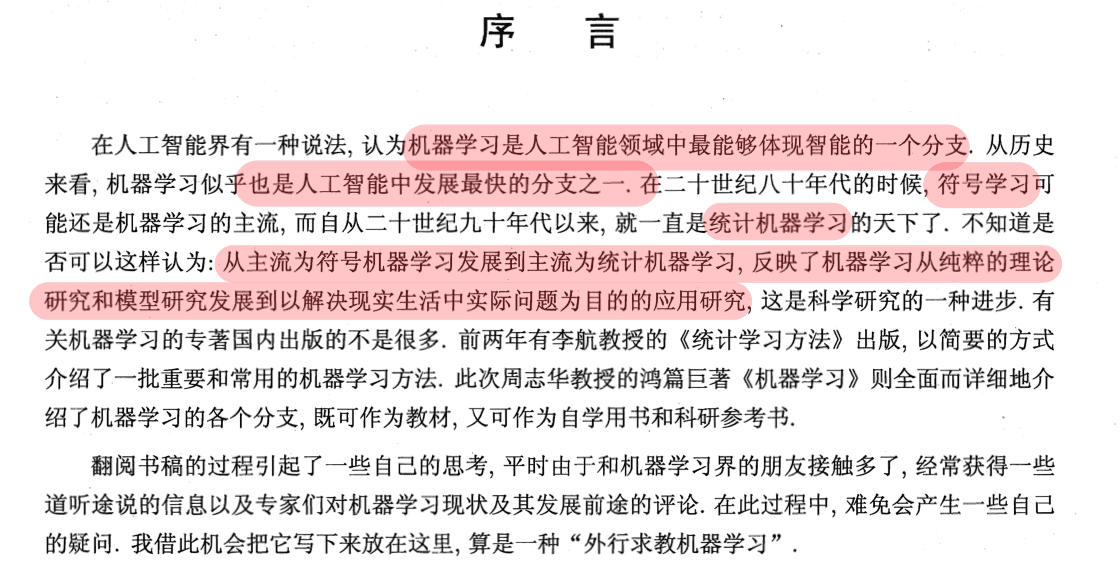 序 言
在人工智能界有一种说法, 认为机器学习是人工智能领域中最能够体现智能的一个分支. 从历史
来看, 机器学习似乎也是人工智能中发展最快的分支之一. 在二十世纪八十年代的时候, 符号学习可
能还是机器学习的主流, 而自从二十世纪九十年代以来, 就一直是统计机器学习的天下了. 不知道是
否可以这样认为: 从主流为符号机器学习发展到主流为统计机器学习, 反映了机器学习从纯粹的理论
研究和模型研究发展到以解决现实生活中实际问题为目的的应用研究, 这是科学研究的一种进步. 有
关机器学习的专著国内出版的不是很多. 前两年有李航教授的《统计学习方法》出版, 以简要的方式
介绍了一批重要和常用的机器学习方法. 此次周志华教授的鸿篇巨著《机器学习》则全面而详细地介
绍了机器学习的各个分支, 既可作为教材, 又可作为自学用书和科研参考书.
翻阅书稿的过程引起了一些自己的思考, 平时由于和机器学习界的朋友接触多了, 经常获得一些
道听途说的信息以及专家们对机器学习现状及其发展前途的评论. 在此过程中, 难免会产生一些自己
的疑问. 我借此机会把它写下来放在这里, 算是一种“外行求教机器学习”.